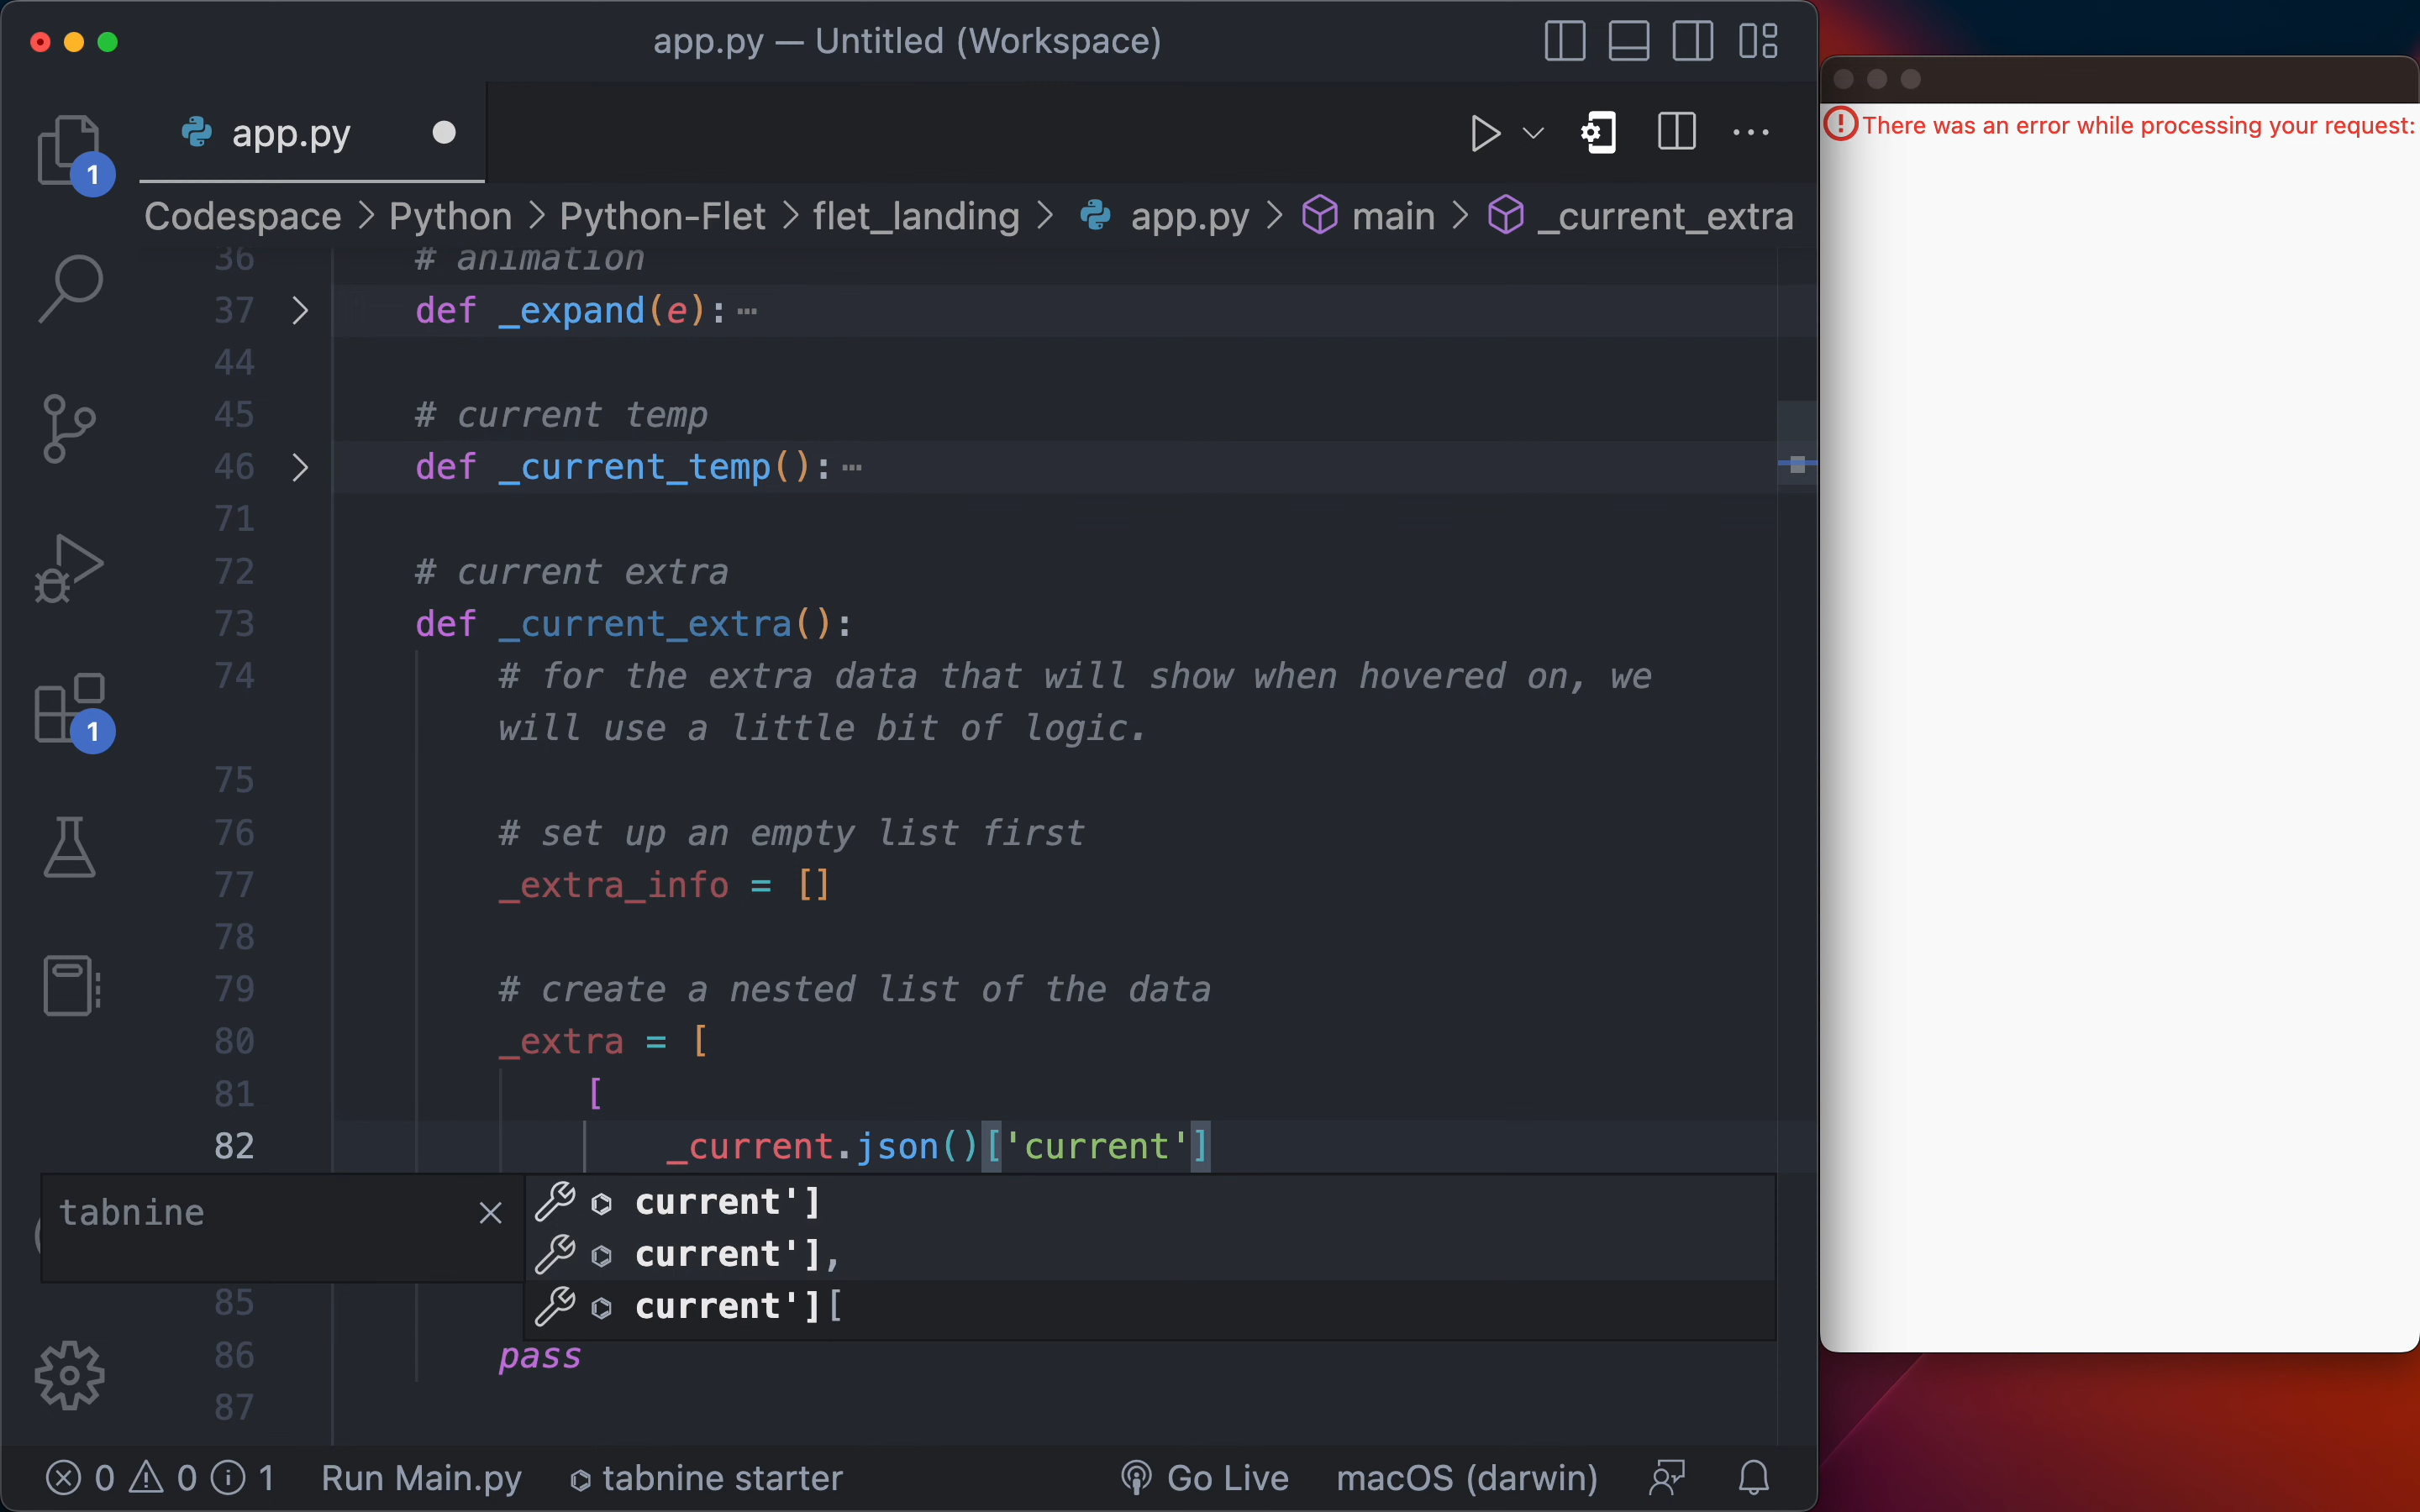 app.py — Untitled (Workspace)
app.py
1
Codespace > Python > Python-Flet > flet_landing > app.py > main > _current_extra
36 # animation
37 def _expand(e): ⋯
44
45 # current temp
46 def _current_temp(): ⋯
71
72 # current extra
73 def _current_extra():
74 # for the extra data that will show when hovered on, we
will use a little bit of logic.
75
76 # set up an empty list first
77 _extra_info = []
78
79 # create a nested list of the data
80 _extra = [
81 [
82 _current.json()['current']
1
tabnine
current']
current'],
current'][
85
86 pass
87
0 0 1 Run Main.py tabnine starter Go Live macOS (darwin)
There was an error while processing your request: